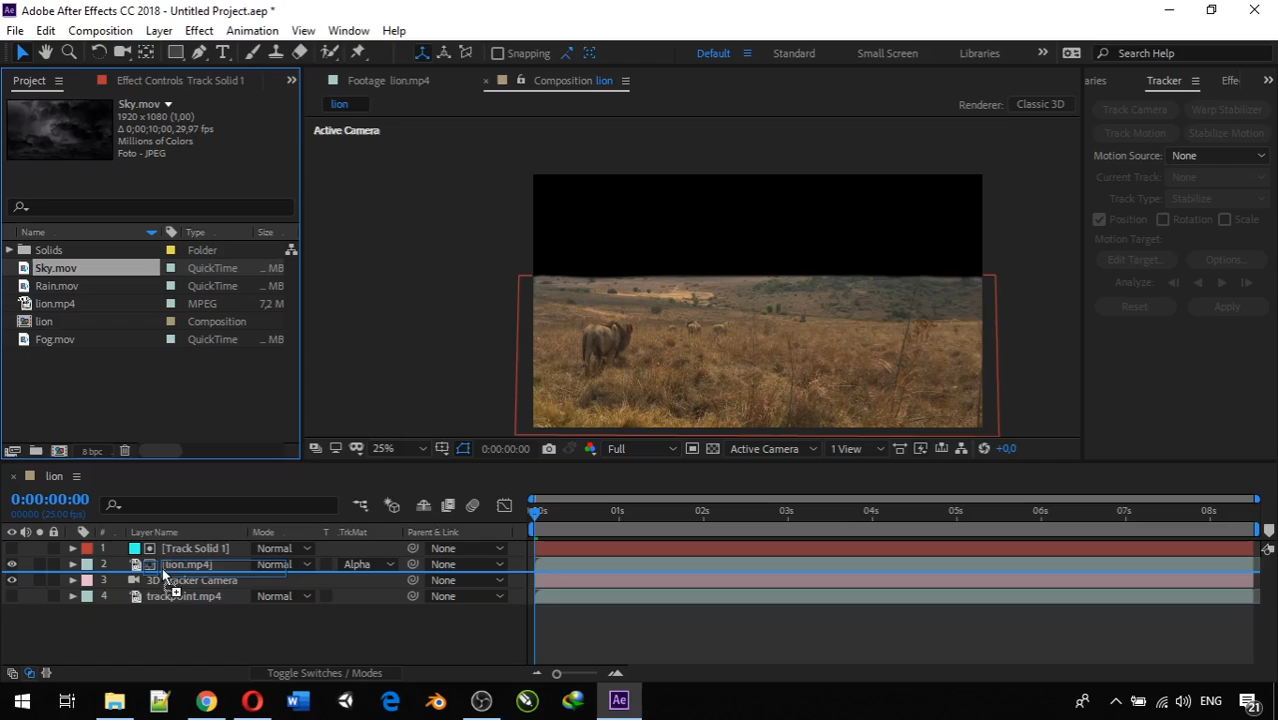 Adobe After Effects CC 2018 - Untitled Project.aep *
File Edit Composition Layer Effect Animation View Window Help
Snapping Default Standard Small Screen Libraries Search Help
Project Effect Controls Track Solid 1
Footage lion.mp4 Composition lion
aries Tracker Effe
Sky.mov
1920 x 1080 (1,00)
Δ 0;00;10;00, 29,97 fps
Millions of Colors
Foto - JPEG
lion
Renderer: Classic 3D
Active Camera
Track Camera Warp Stabilizer
Track Motion Stabilize Motion
Motion Source: None
Current Track: None
Track Type: Stabilize
Position Rotation Scale
Motion Target:
Edit Target... Options...
Analyze:
Reset Apply
Name Type Size
Solids Folder
Sky.mov QuickTime ... MB
Rain.mov QuickTime ... MB
lion.mp4 MPEG 7,2 M
lion Composition
Fog.mov QuickTime ... MB
8 bpc
25% 0:00:00:00 Full Active Camera 1 View +0,0
lion
0:00:00:00
00000 (25.00 fps)
:00s 01s 02s 03s 04s 05s 06s 07s 08s
# Layer Name Mode T .TrkMat Parent & Link
1 [Track Solid 1] Normal None
2 [lion.mp4] Normal Alpha None
3 3D Tracker Camera None
4 trackpoint.mp4 Normal None
Toggle Switches / Modes
ENG 21